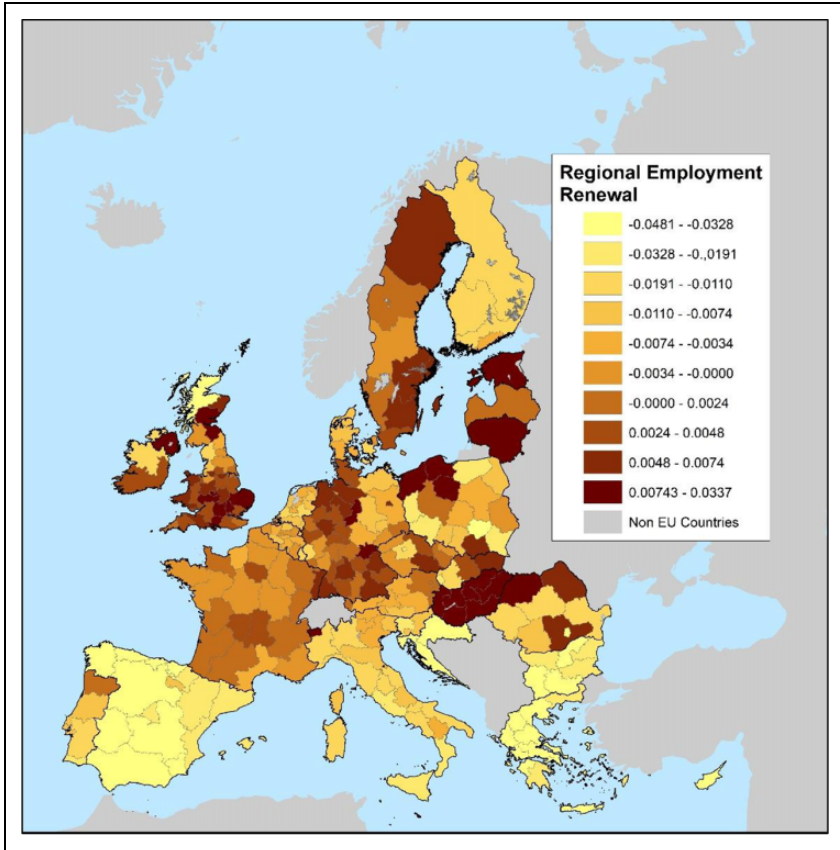 Regional Employment
Renewal
-0.0481 - -0.0328
-0.0328 - -.,0191
-0.0191 - -0.0110
-0.0110 - -0.0074
-0.0074 - -0.0034
-0.0034 - -0.0000
-0.0000 - 0.0024
0.0024 - 0.0048
0.0048 - 0.0074
0.00743 - 0.0337
Non EU Countries